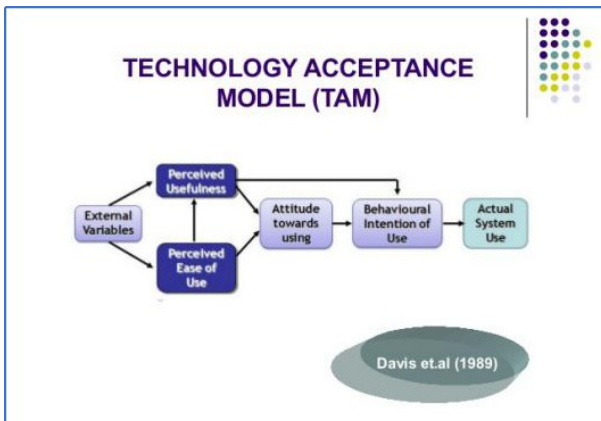 TECHNOLOGY ACCEPTANCE
MODEL (TAM)
Perceived
Usefulness
External
Variables
Attitude
towards
using
Behavioural
Intention of
Use
Actual
System
Use
Perceived
Ease of
Use
Davis et.al (1989)